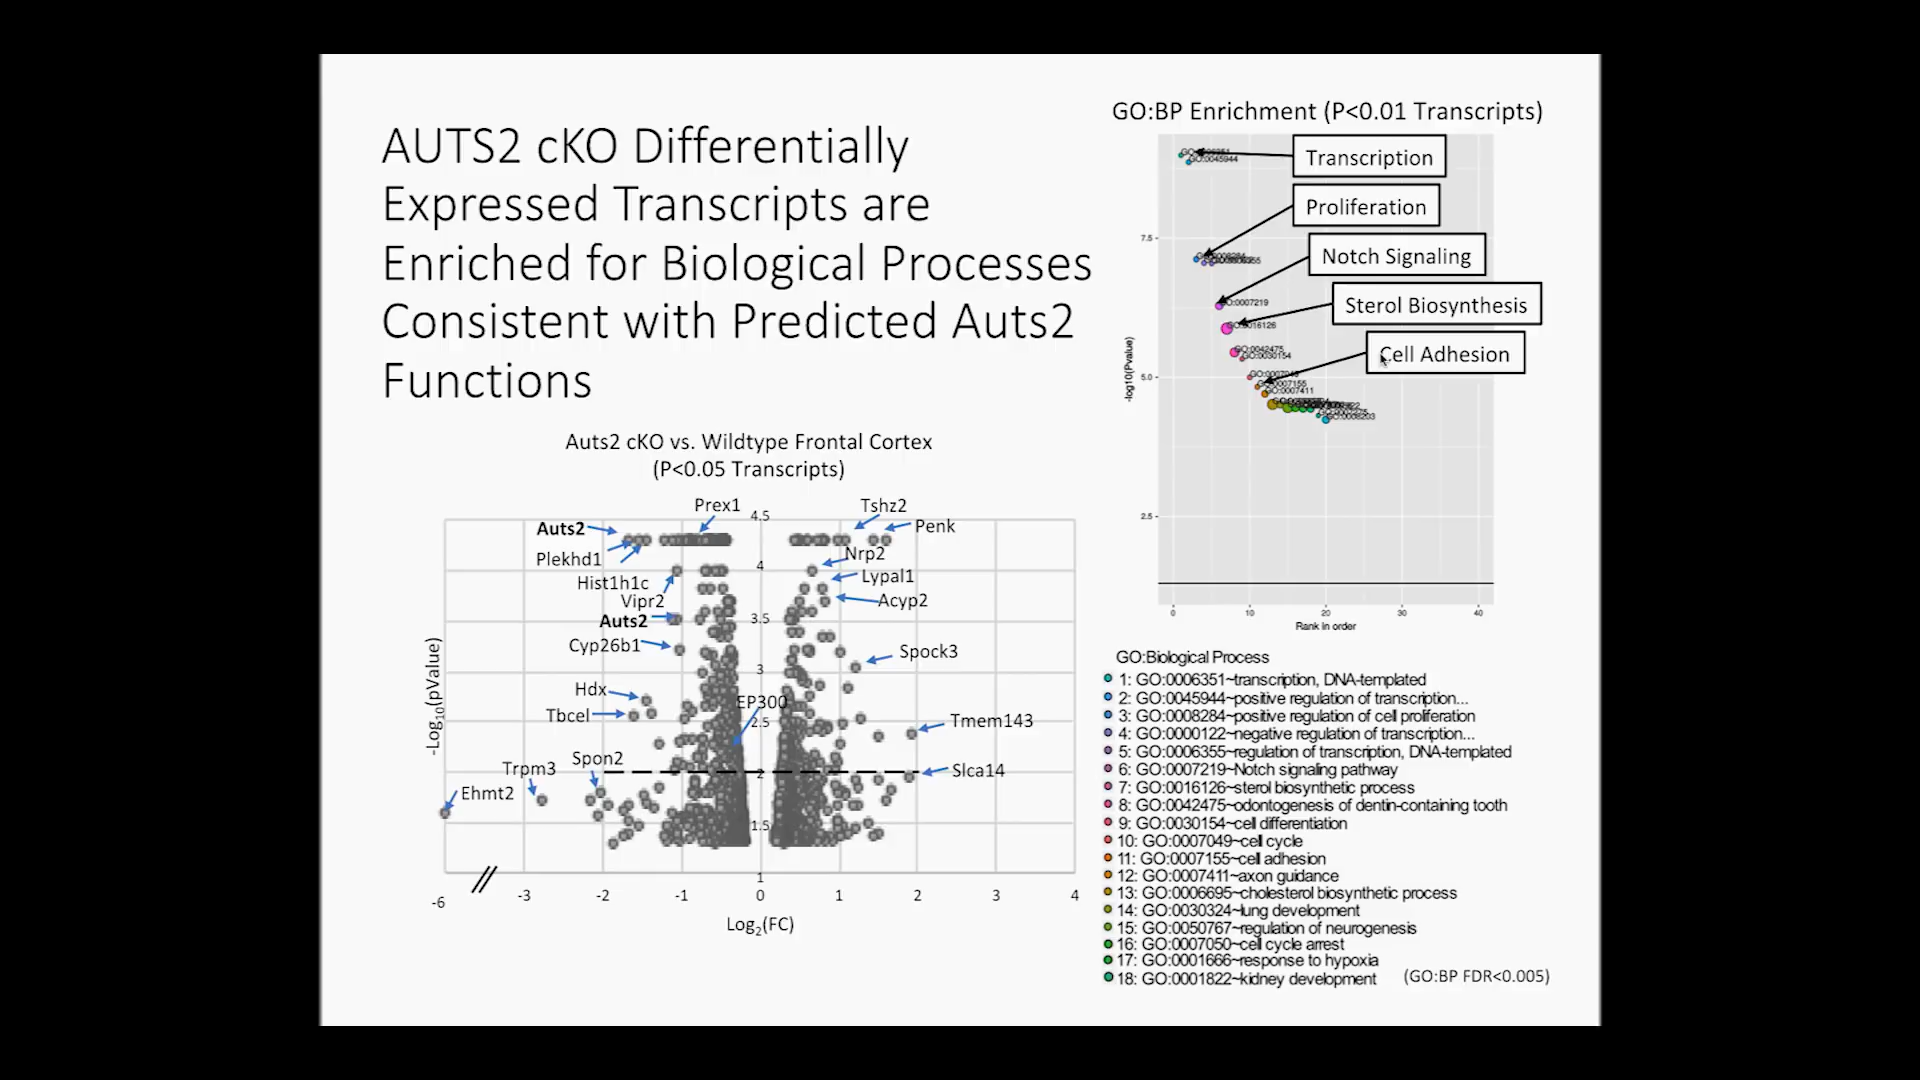 AUTS2 cKO Differentially
Expressed Transcripts are
Enriched for Biological Processes
Consistent with Predicted Auts2
Functions
Auts2 cKO vs. Wildtype Frontal Cortex
(P<0.05 Transcripts)
Prex1
Tshz2
Auts2
Penk
Plekhd1
Nrp2
Hist1h1c
Lypal1
Vipr2
Acyp2
Auts2
Cyp26b1
Spock3
Hdx
EP300
Tbcel
Tmem143
Spon2
Trpm3
Slca14
Ehmt2
4.5
4
3.5
3
2.5
2
1.5
1
-Log10(pValue)
-6
-3
-2
-1
0
1
2
3
4
Log2(FC)
GO:BP Enrichment (P<0.01 Transcripts)
Transcription
Proliferation
Notch Signaling
Sterol Biosynthesis
Cell Adhesion
GO:0045944
GO:0007219
GO:0016126
GO:0042475
GO:0030154
GO:0007155
GO:0007411
7.5
5.0
2.5
-log10(Pvalue)
0
10
20
30
40
Rank in order
GO:Biological Process
1: GO:0006351~transcription, DNA-templated
2: GO:0045944~positive regulation of transcription...
3: GO:0008284~positive regulation of cell proliferation
4: GO:0000122~negative regulation of transcription...
5: GO:0006355~regulation of transcription, DNA-templated
6: GO:0007219~Notch signaling pathway
7: GO:0016126~sterol biosynthetic process
8: GO:0042475~odontogenesis of dentin-containing tooth
9: GO:0030154~cell differentiation
10: GO:0007049~cell cycle
11: GO:0007155~cell adhesion
12: GO:0007411~axon guidance
13: GO:0006695~cholesterol biosynthetic process
14: GO:0030324~lung development
15: GO:0050767~regulation of neurogenesis
16: GO:0007050~cell cycle arrest
17: GO:0001666~response to hypoxia
18: GO:0001822~kidney development
(GO:BP FDR<0.005)